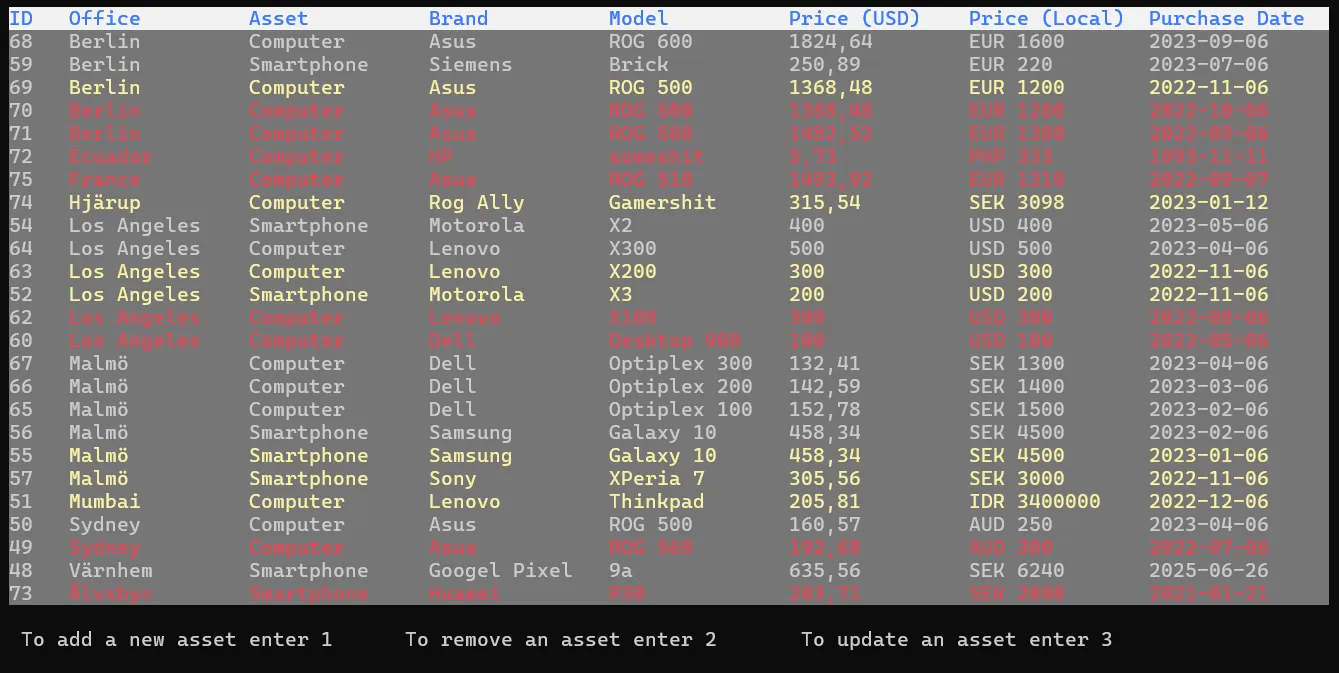 ID Office Asset Brand Model Price (USD) Price (Local) Purchase Date
68 Berlin Computer Asus ROG 600 1824,64 EUR 1600 2023-09-06
59 Berlin Smartphone Siemens Brick 250,89 EUR 220 2023-07-06
69 Berlin Computer Asus ROG 500 1368,48 EUR 1200 2022-11-06
70 Berlin Computer Asus ROG 500 1368,48 EUR 1200 2022-10-06
71 Berlin Computer Asus ROG 500 1482,52 EUR 1300 2022-09-06
72 Ecuador Computer HP someshit 5,73 PHP 333 1993-11-11
75 France Computer Asus ROG 510 1493,92 EUR 1310 2022-09-07
74 Hjärup Computer Rog Ally Gamershit 315,54 SEK 3098 2023-01-12
54 Los Angeles Smartphone Motorola X2 400 USD 400 2023-05-06
64 Los Angeles Computer Lenovo X300 500 USD 500 2023-04-06
63 Los Angeles Computer Lenovo X200 300 USD 300 2022-11-06
52 Los Angeles Smartphone Motorola X3 200 USD 200 2022-11-06
62 Los Angeles Computer Lenovo X100 300 USD 300 2022-08-06
60 Los Angeles Computer Dell Desktop 900 100 USD 100 2022-05-06
67 Malmö Computer Dell Optiplex 300 132,41 SEK 1300 2023-04-06
66 Malmö Computer Dell Optiplex 200 142,59 SEK 1400 2023-03-06
65 Malmö Computer Dell Optiplex 100 152,78 SEK 1500 2023-02-06
56 Malmö Smartphone Samsung Galaxy 10 458,34 SEK 4500 2023-02-06
55 Malmö Smartphone Samsung Galaxy 10 458,34 SEK 4500 2023-01-06
57 Malmö Smartphone Sony XPeria 7 305,56 SEK 3000 2022-11-06
51 Mumbai Computer Lenovo Thinkpad 205,81 IDR 3400000 2022-12-06
50 Sydney Computer Asus ROG 500 160,57 AUD 250 2023-04-06
49 Sydney Computer Asus ROG 560 192,68 AUD 300 2022-07-06
48 Värnhem Smartphone Googel Pixel 9a 635,56 SEK 6240 2025-06-26
73 Älvsbyn Smartphone Huawei P30 203,71 SEK 2000 2021-01-21
To add a new asset enter 1 To remove an asset enter 2 To update an asset enter 3